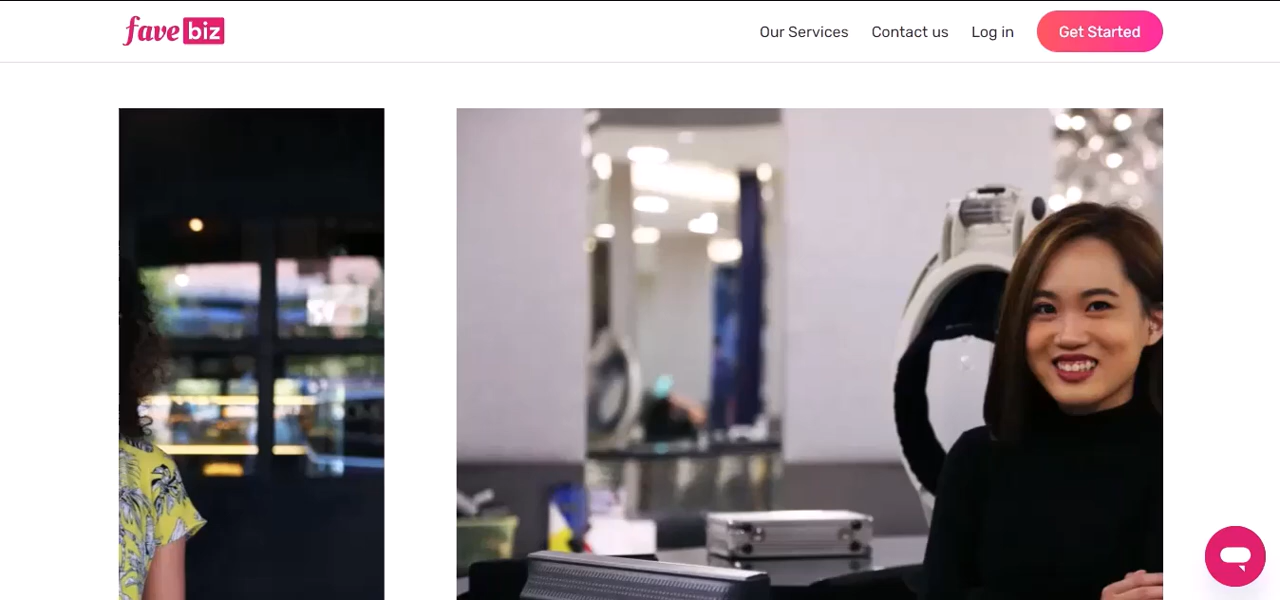 fave biz
Our Services
Contact us
Log in
Get Started